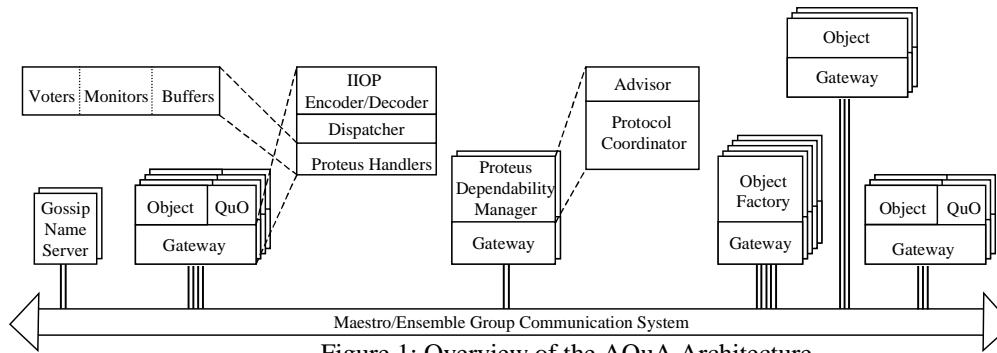 Voters Monitors Buffers
IIOP
Encoder/Decoder
Dispatcher
Proteus Handlers
Advisor
Protocol
Coordinator
Object
Gateway
Gossip
Name
Server
Object QuO
Gateway
Proteus
Dependability
Manager
Gateway
Object
Factory
Gateway
Object QuO
Gateway
Maestro/Ensemble Group Communication System
Figure 1: Overview of the AQuA Architecture